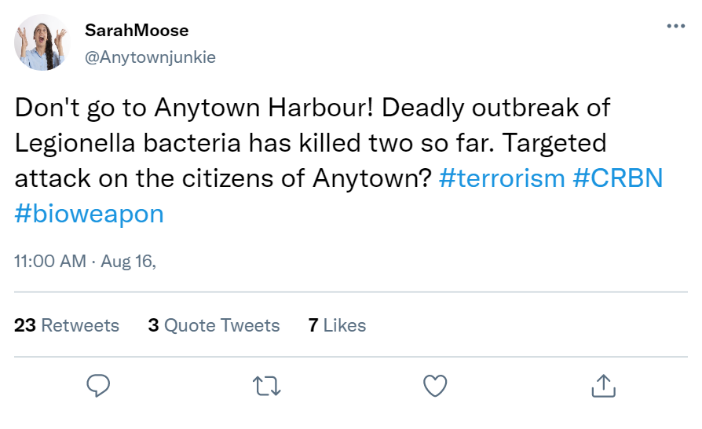 SarahMoose
@Anytownjunkie
Don't go to Anytown Harbour! Deadly outbreak of
Legionella bacteria has killed two so far. Targeted
attack on the citizens of Anytown? #terrorism #CRBN
#bioweapon
11:00 AM · Aug 16,
23 Retweets 3 Quote Tweets 7 Likes